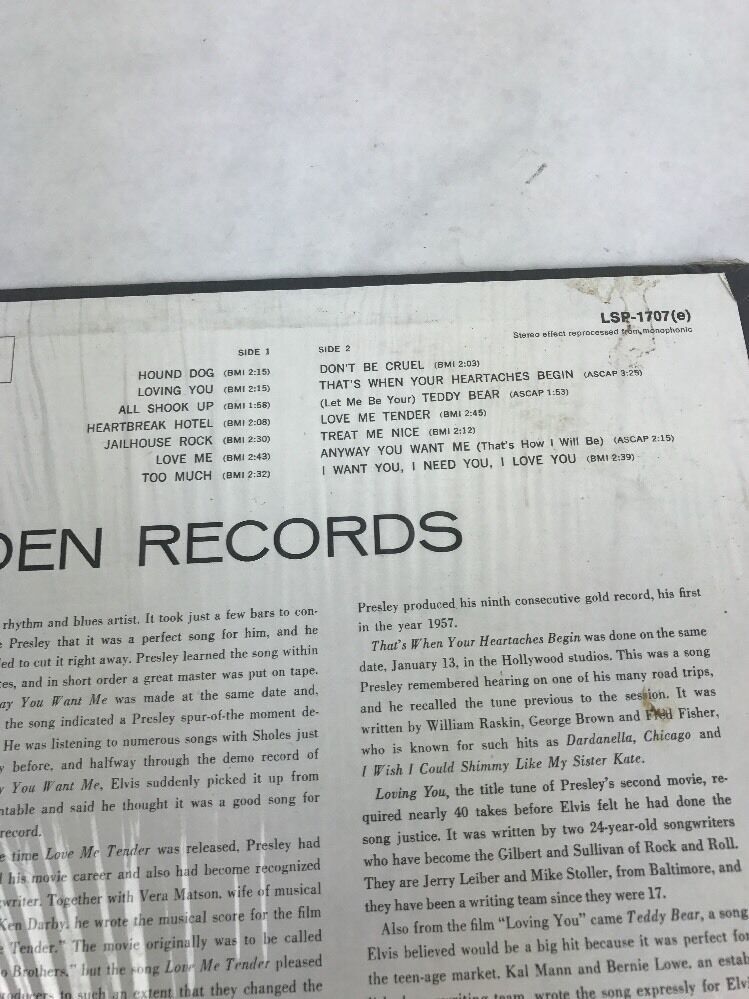 LSP-1707(e)
Stereo effect reprocessed from monophonic
SIDE 1
HOUND DOG (BMI 2:15)
LOVING YOU (BMI 2:15)
ALL SHOOK UP (BMI 1:58)
HEARTBREAK HOTEL (BMI 2:08)
JAILHOUSE ROCK (BMI 2:30)
LOVE ME (BMI 2:43)
TOO MUCH (BMI 2:32)
SIDE 2
DON'T BE CRUEL (BMI 2:03)
THAT'S WHEN YOUR HEARTACHES BEGIN (ASCAP 3:25)
(Let Me Be Your) TEDDY BEAR (ASCAP 1:53)
LOVE ME TENDER (BMI 2:45)
TREAT ME NICE (BMI 2:12)
ANYWAY YOU WANT ME (That's How I Will Be) (ASCAP 2:15)
I WANT YOU, I NEED YOU, I LOVE YOU (BMI 2:39)
DEN RECORDS
rhythm and blues artist. It took just a few bars to con-
Presley that it was a perfect song for him, and he
ed to cut it right away. Presley learned the song within
es, and in short order a great master was put on tape.
ay You Want Me was made at the same date and,
the song indicated a Presley spur-of-the moment de-
He was listening to numerous songs with Sholes just
y before, and halfway through the demo record of
y You Want Me, Elvis suddenly picked it up from
ntable and said he thought it was a good song for
record.
e time Love Me Tender was released, Presley had
his movie career and also had become recognized
gwriter. Together with Vera Matson, wife of musical
Ken Darby, he wrote the musical score for the film
e Tender." The movie originally was to be called
o Brothers," but the song Love Me Tender pleased
roducers to such an extent that they changed the
Presley produced his ninth consecutive gold record, his first
in the year 1957.
That's When Your Heartaches Begin was done on the same
date, January 13, in the Hollywood studios. This was a song
Presley remembered hearing on one of his many road trips,
and he recalled the tune previous to the session. It was
written by William Raskin, George Brown and Fred Fisher,
who is known for such hits as Dardanella, Chicago and
I Wish I Could Shimmy Like My Sister Kate.
Loving You, the title tune of Presley's second movie, re-
quired nearly 40 takes before Elvis felt he had done the
song justice. It was written by two 24-year-old songwriters
who have become the Gilbert and Sullivan of Rock and Roll.
They are Jerry Leiber and Mike Stoller, from Baltimore, and
they have been a writing team since they were 17.
Also from the film "Loving You" came Teddy Bear, a song
Elvis believed would be a big hit because it was perfect for
the teen-age market. Kal Mann and Bernie Lowe, an estab-
writing team, wrote the song expressly for Elvi